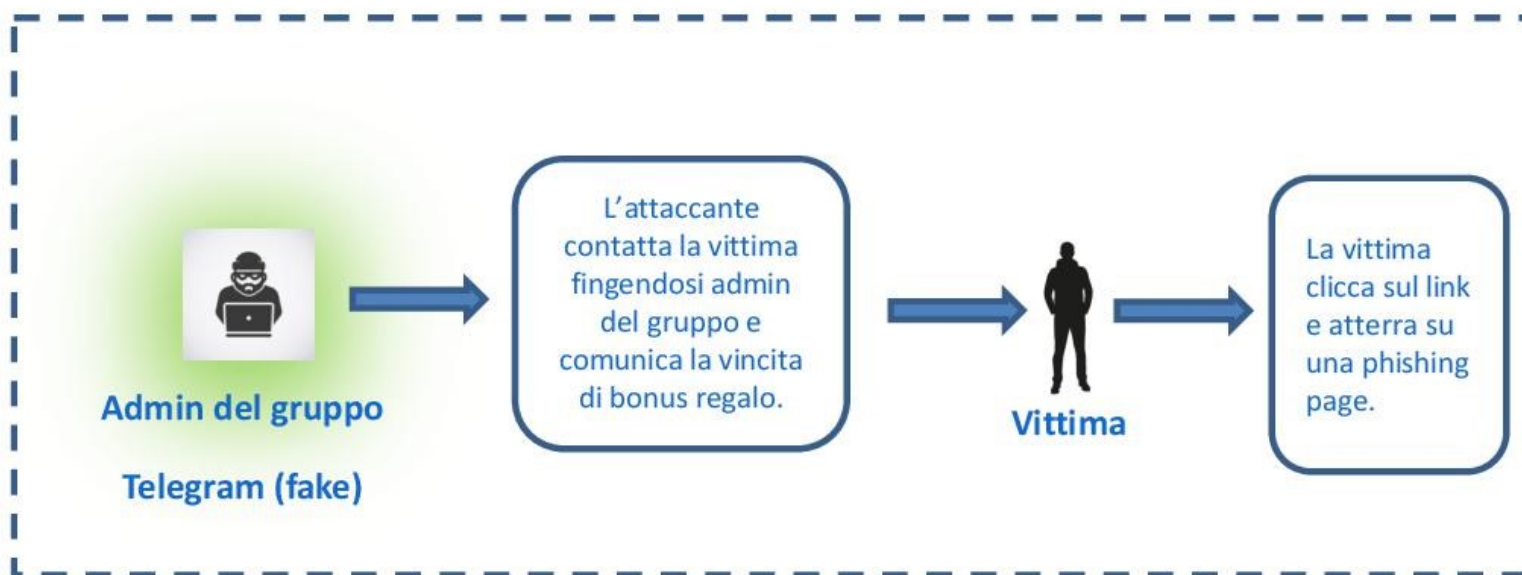 Admin del gruppo
Telegram (fake)
L’attaccante
contatta la vittima
fingendosi admin
del gruppo e
comunica la vincita
di bonus regalo.
Vittima
La vittima
clicca sul link
e atterra su
una phishing
page.